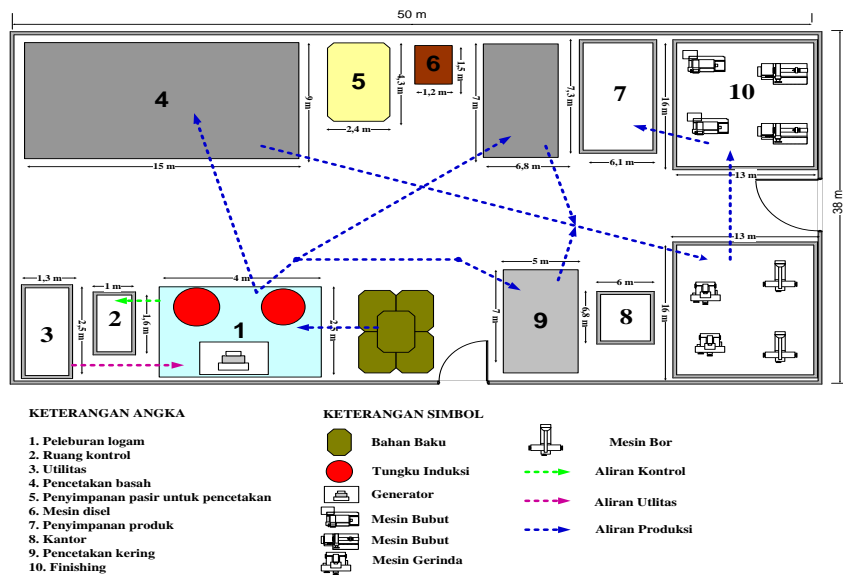 50 m
38 m
4
9 m
15 m
5
4,3 m
2,4 m
6
1,5 m
1,2 m
7 m
6,8 m
7,3 m
7
6,1 m
16 m
10
13 m
13 m
1,3 m
3
2,5 m
1 m
2
1,6 m
4 m
1
5 m
7 m
9
6 m
6,8 m
8
16 m
KETERANGAN ANGKA
1. Peleburan logam
2. Ruang kontrol
3. Utilitas
4. Pencetakan basah
5. Penyimpanan pasir untuk pencetakan
6. Mesin disel
7. Penyimpanan produk
8. Kantor
9. Pencetakan kering
10. Finishing
KETERANGAN SIMBOL
Bahan Baku
Tungku Induksi
Generator
Mesin Bubut
Mesin Bubut
Mesin Gerinda
Mesin Bor
Aliran Kontrol
Aliran Utlitas
Aliran Produksi